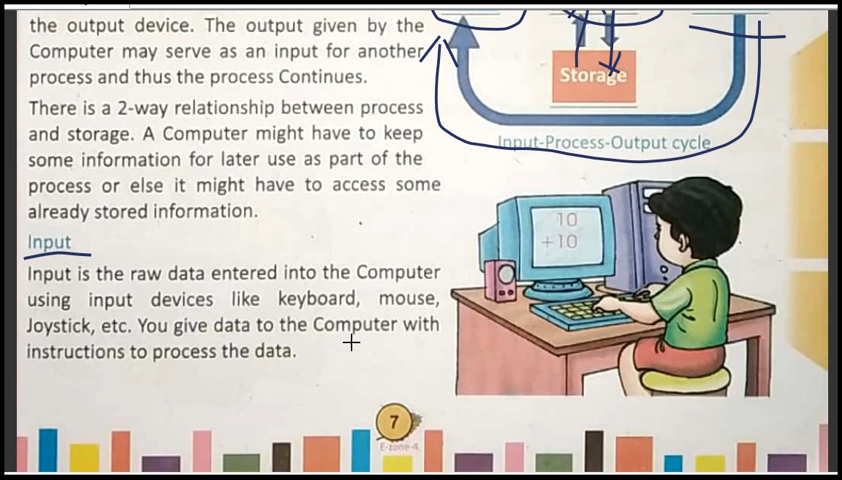 the output device. The output given by the
Computer may serve as an input for another
process and thus the process Continues.
There is a 2-way relationship between process
and storage. A Computer might have to keep
some information for later use as part of the
process or else it might have to access some
already stored information.
Input
Input is the raw data entered into the Computer
using input devices like keyboard, mouse,
Joystick, etc. You give data to the Computer with
instructions to process the data.
Storage
Input-Process-Output cycle
10
+10
7
E-zone-4